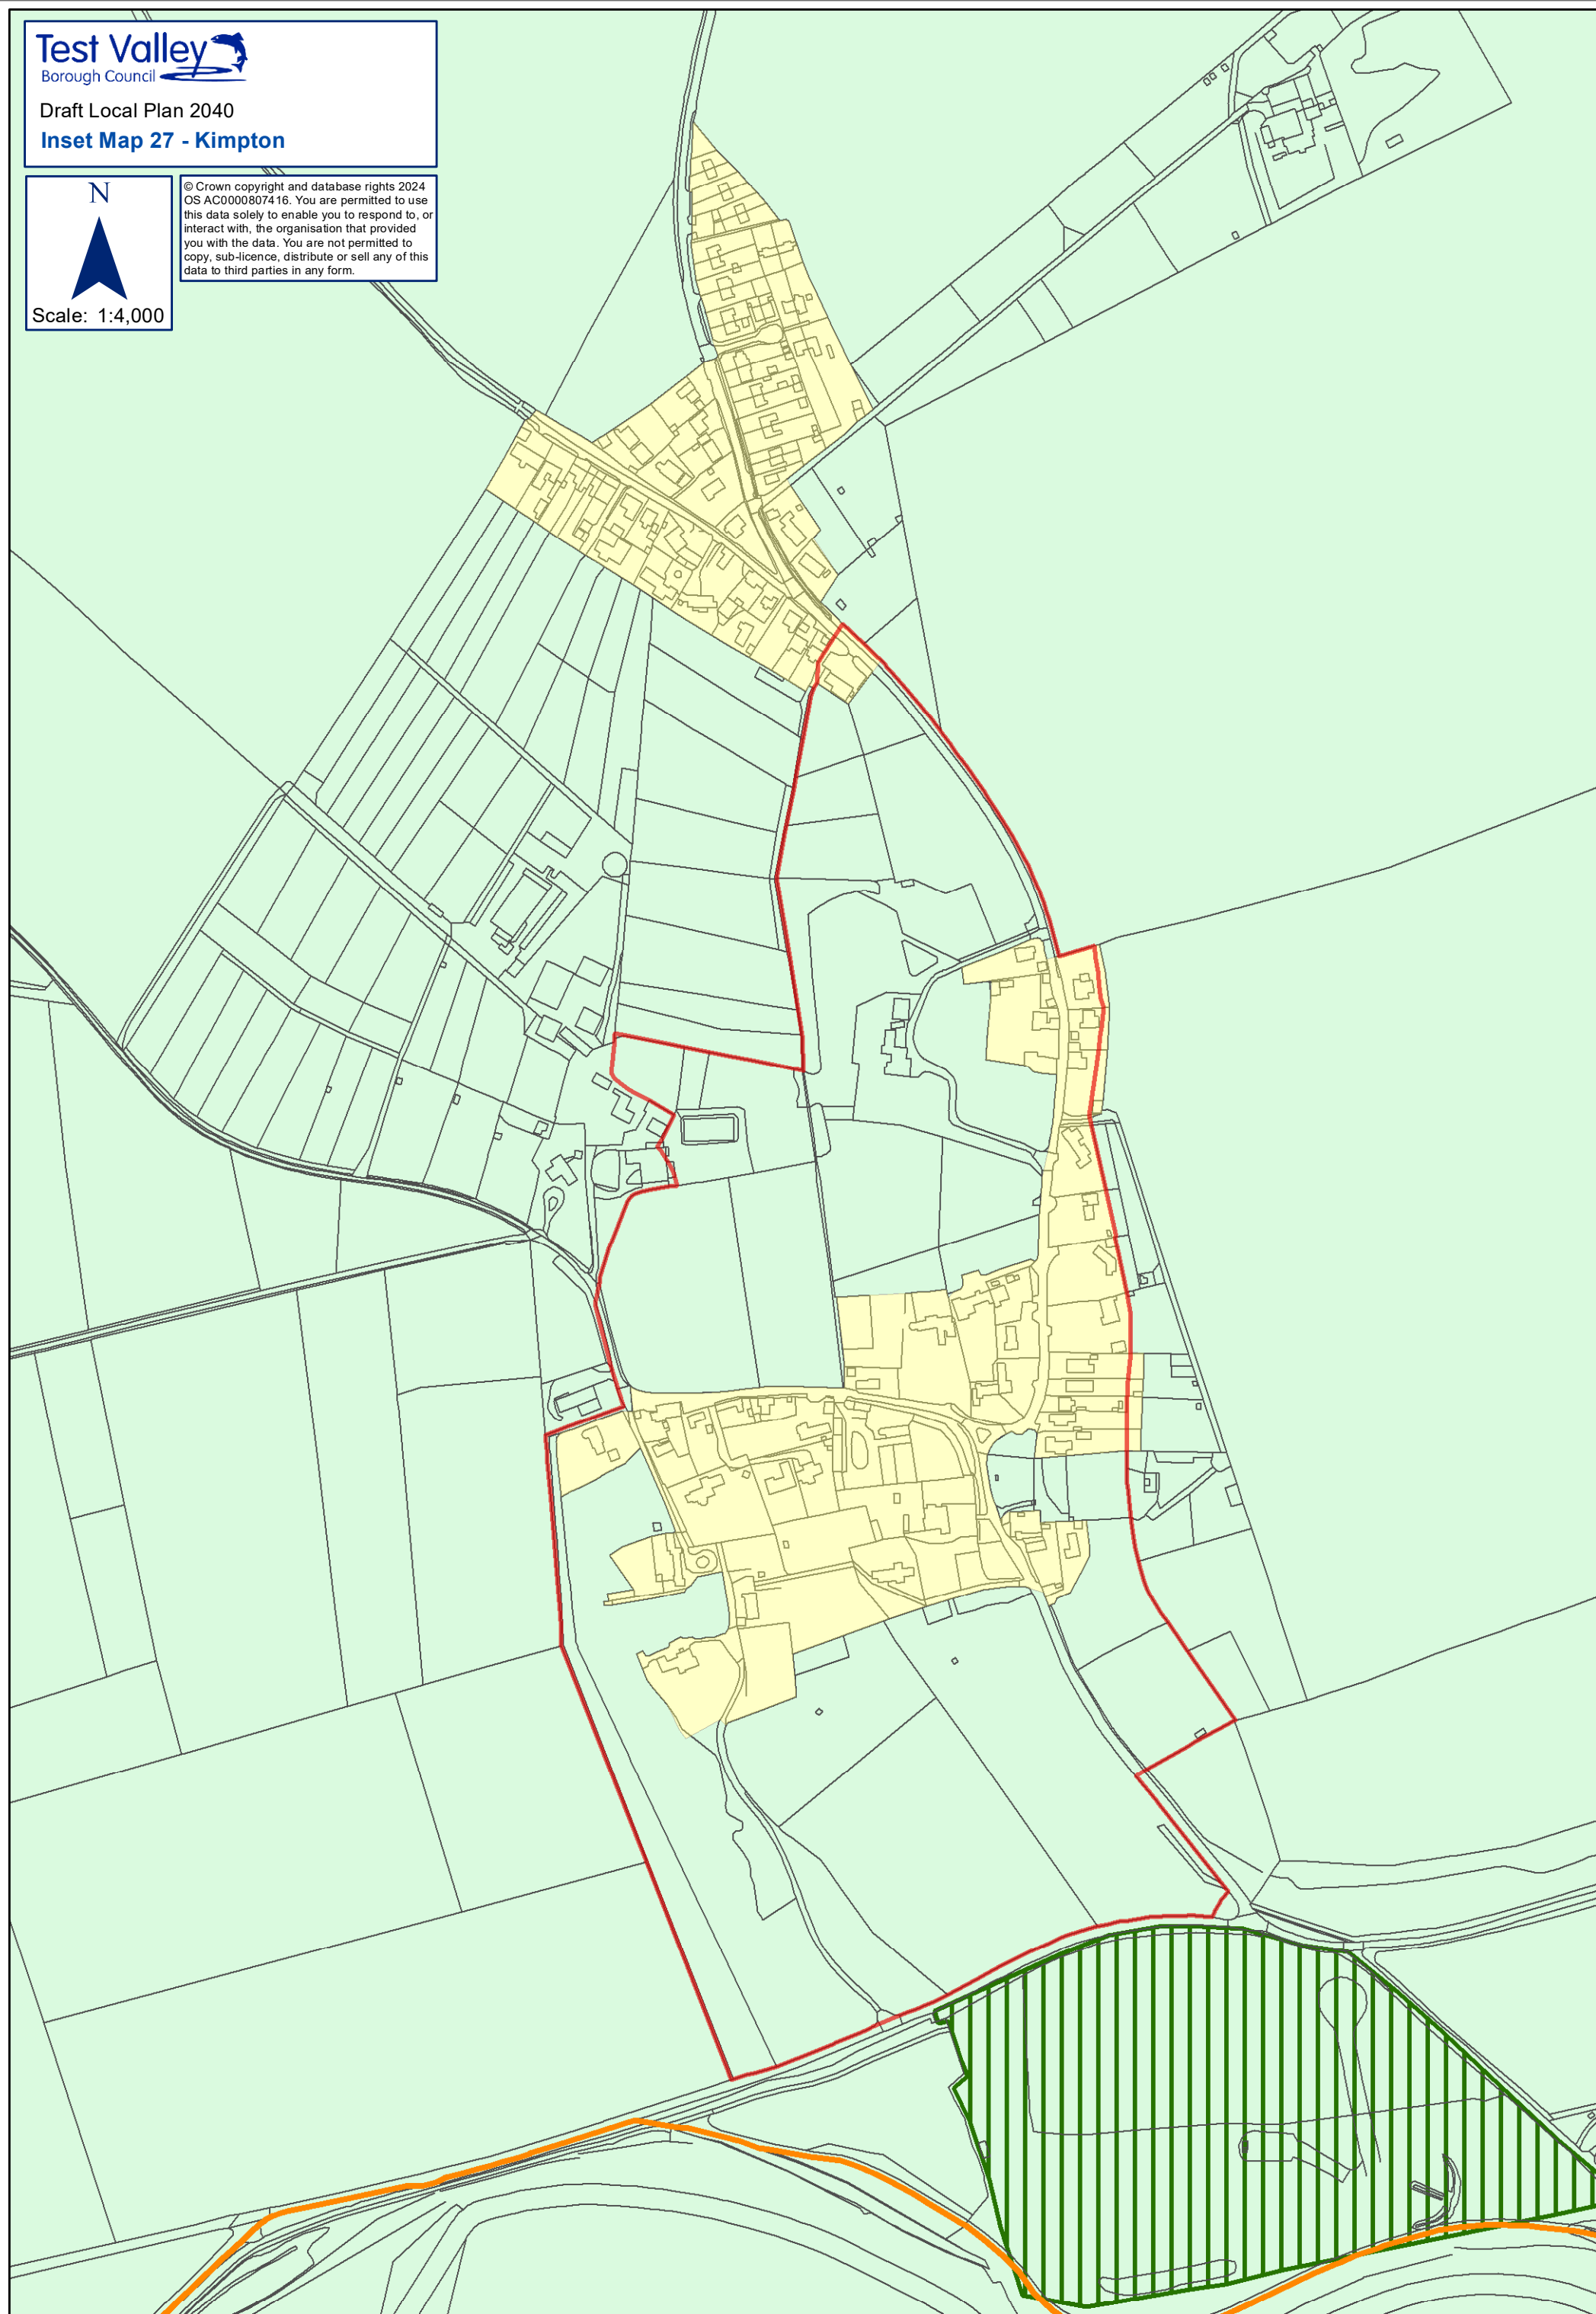 Test Valley
Borough Council
Draft Local Plan 2040
Inset Map 27 - Kimpton
N
Scale: 1:4,000
© Crown copyright and database rights 2024
OS AC0000807416. You are permitted to use
this data solely to enable you to respond to, or
interact with, the organisation that provided
you with the data. You are not permitted to
copy, sub-licence, distribute or sell any of this
data to third parties in any form.